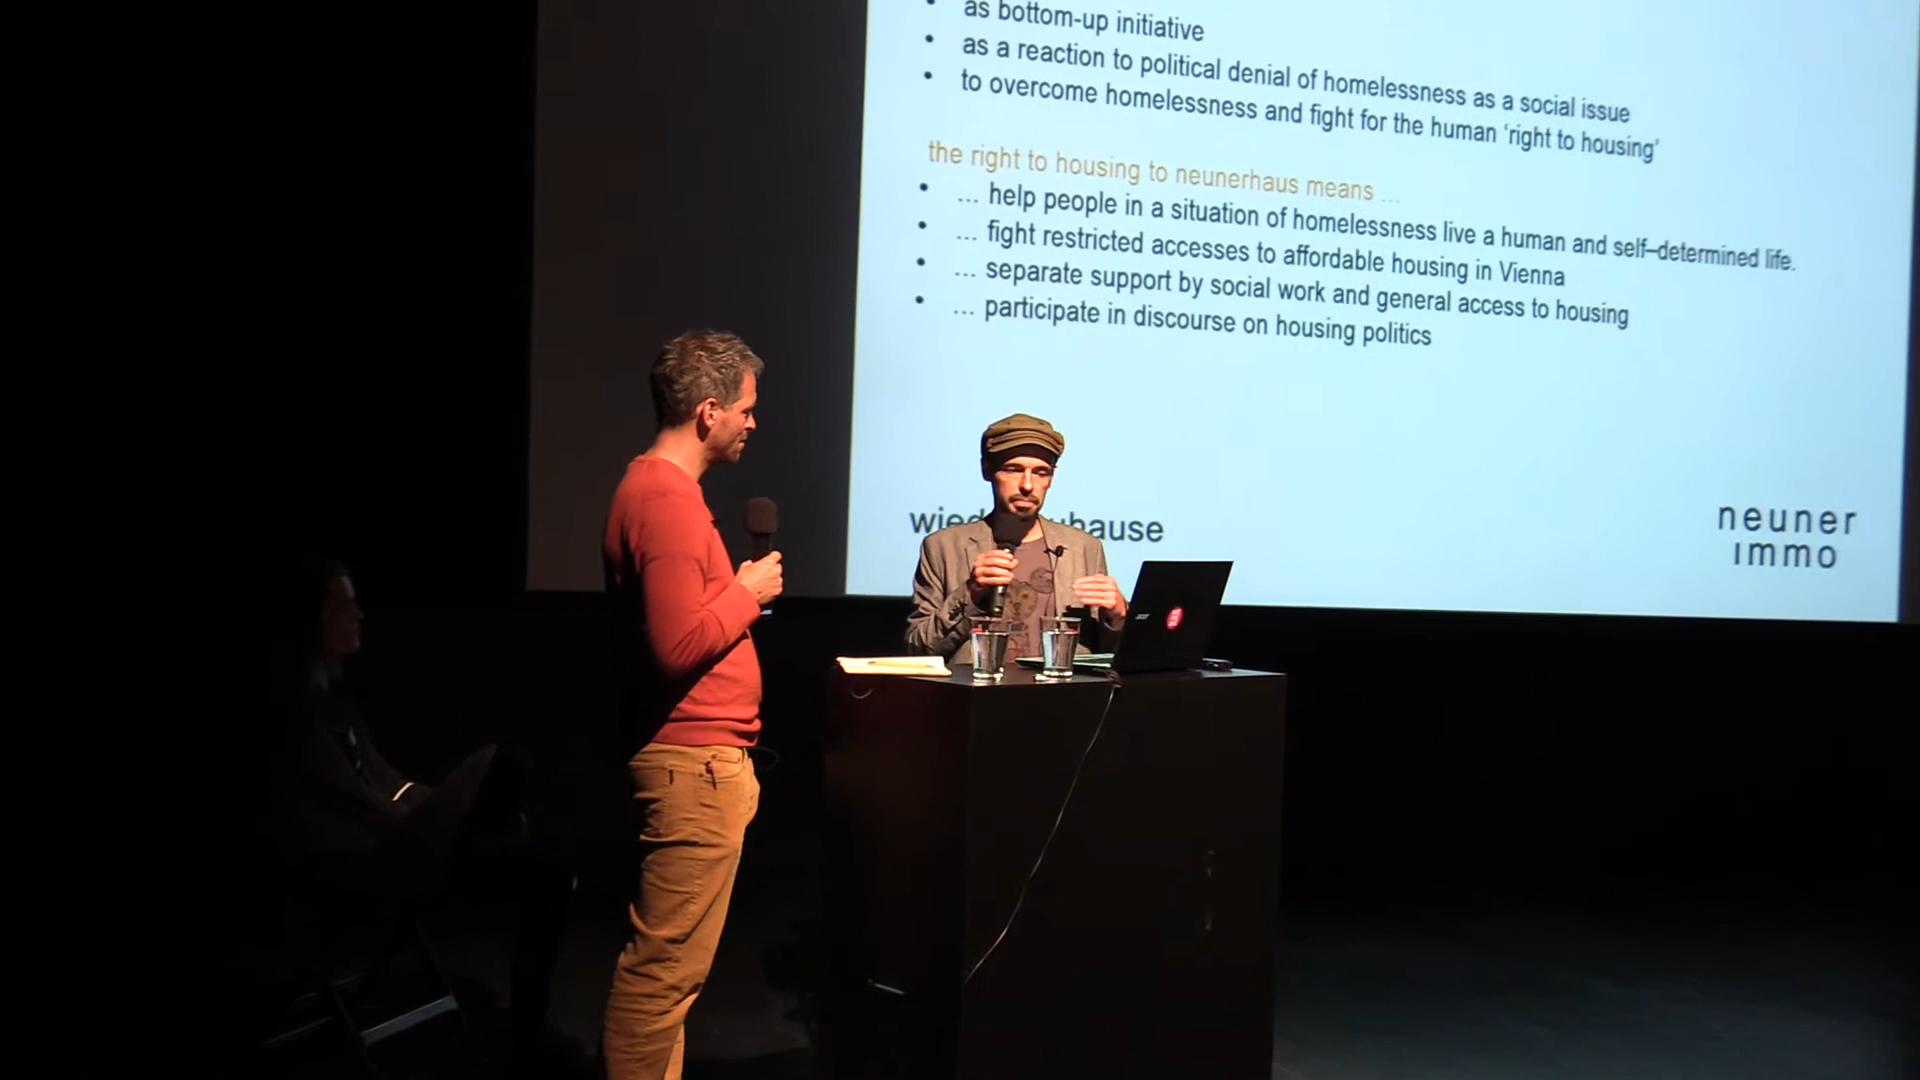 as bottom-up initiative
as a reaction to political denial of homelessness as a social issue
to overcome homelessness and fight for the human ‘right to housing’
the right to housing to neunerhaus means ...
... help people in a situation of homelessness live a human and self–determined life.
... fight restricted accesses to affordable housing in Vienna
... separate support by social work and general access to housing
... participate in discourse on housing politics
neuner
immo
acer